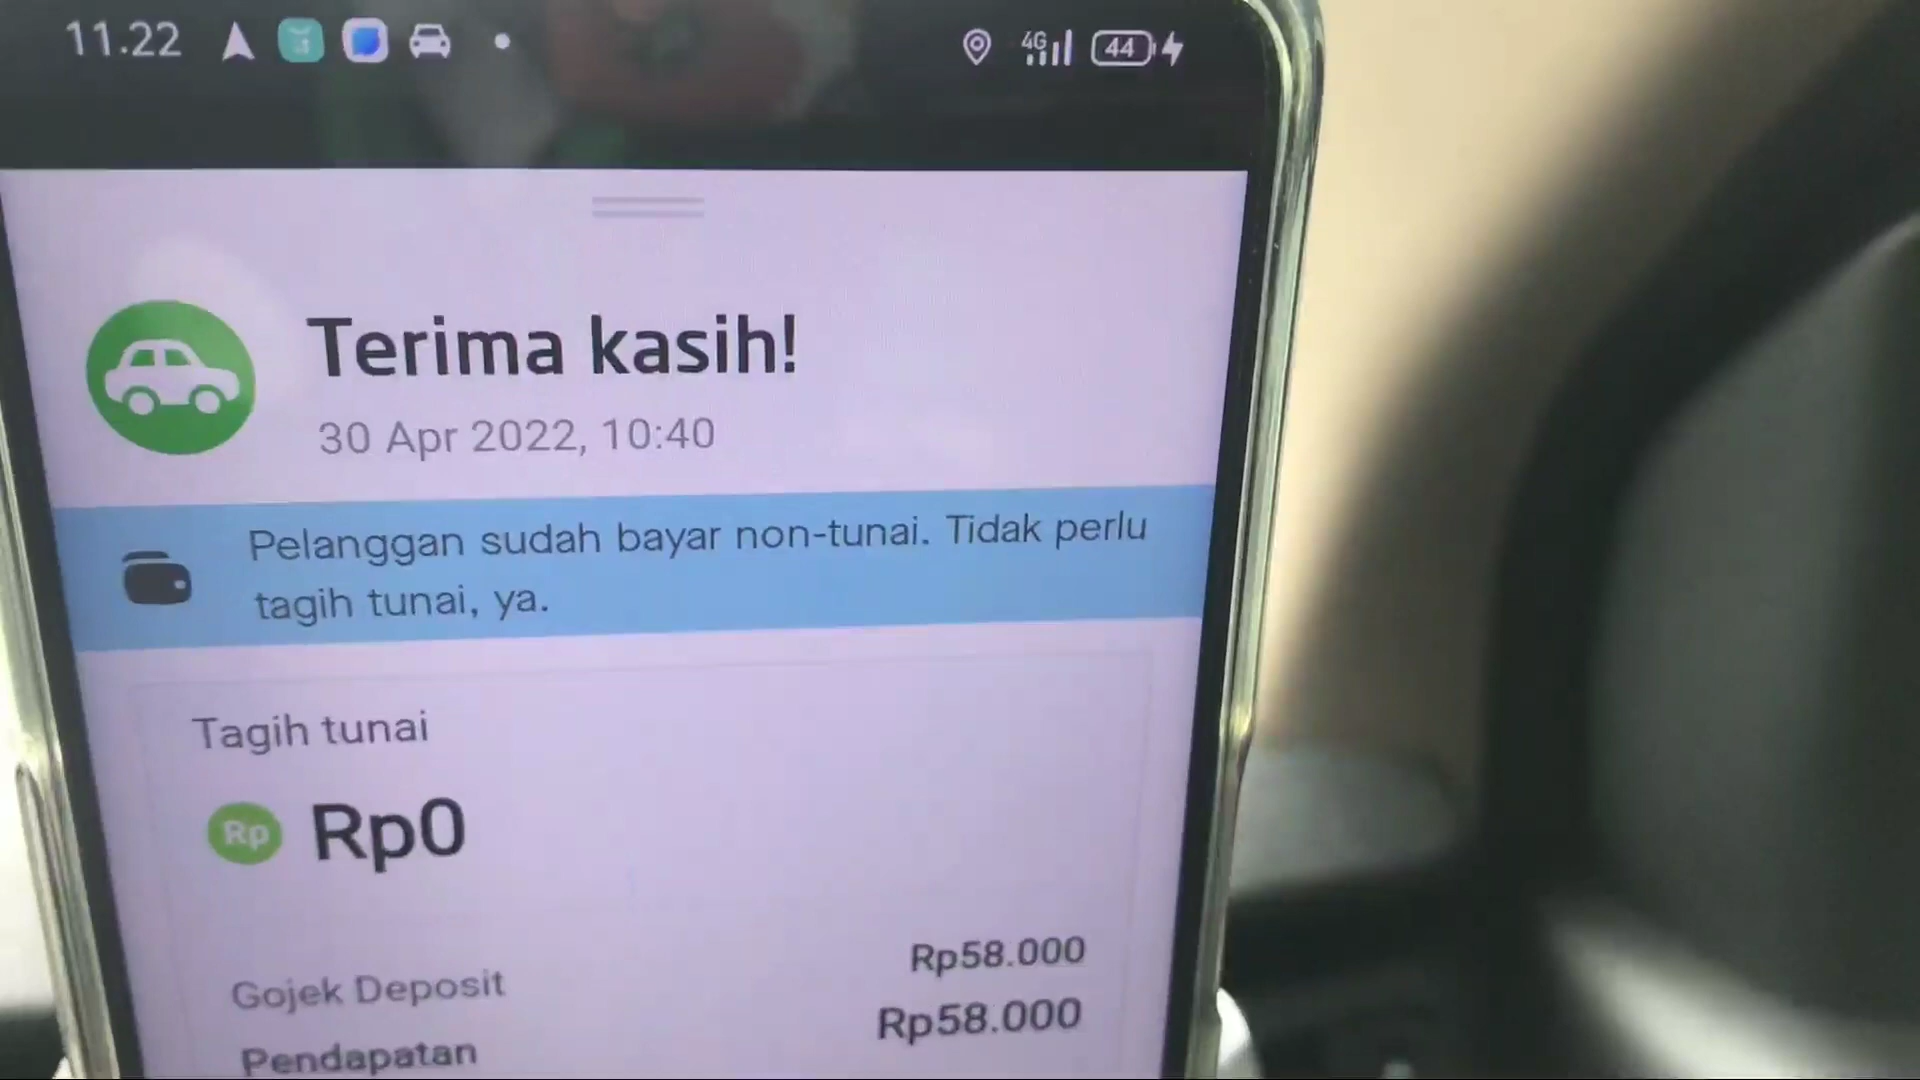 11.22
4G
44
Terima kasih!
30 Apr 2022, 10:40
Pelanggan sudah bayar non-tunai. Tidak perlu
tagih tunai, ya.
Tagih tunai
Rp
Rp0
Gojek Deposit Rp58.000
Pendapatan Rp58.000